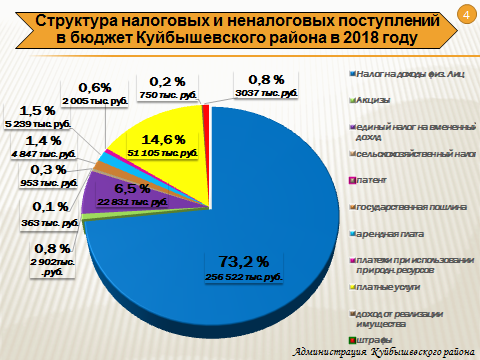 Структура налоговых и неналоговых поступлений
в бюджет Куйбышевского района в 2018 году
4
0,6%
2 005 тыс. руб.
0,2 %
750 тыс. руб.
0,8 %
3037 тыс. руб.
1,5 %
5 239 тыс. руб.
1,4 %
4 847 тыс. руб.
0,3 %
953 тыс. руб.
0,1 %
363 тыс. руб.
0,8 %
2 902тыс.
.руб.
14,6 %
51 105 тыс. руб.
6,5 %
22 831 тыс. руб.
73,2 %
256 522 тыс. руб.
Налог на доходы физ. Лиц
Акцизы
единый налог на вмененный
доход
сельскохозяйственный налог
патент
государственная пошлина
арендная плата
платежи при использовании
природн. ресурсов
платные услуги
доход от реализации
имущества
штрафы
Администрация Куйбышевского района